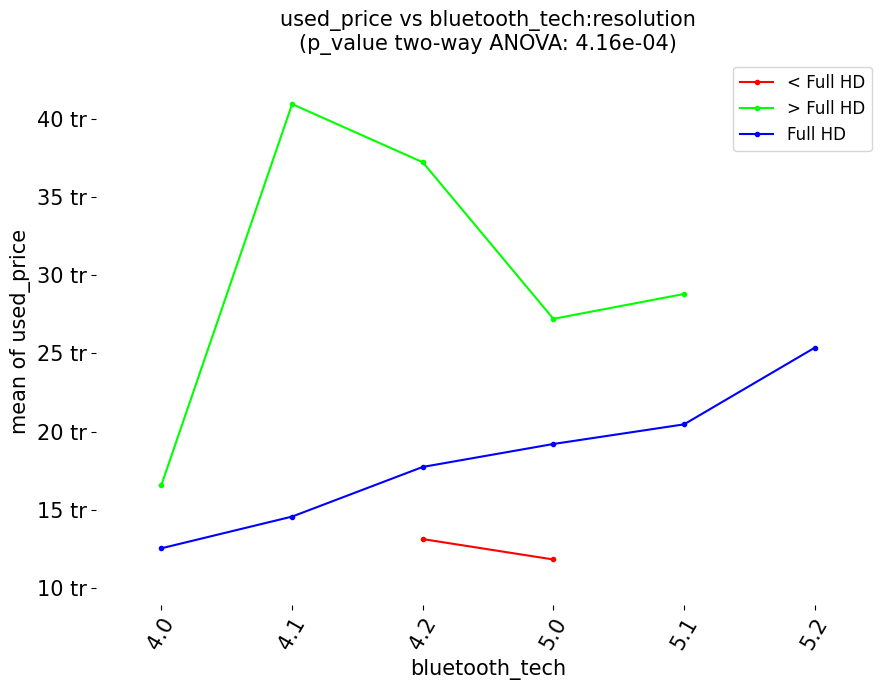 used_price vs bluetooth_tech:resolution
(p_value two-way ANOVA: 4.16e-04)
< Full HD
> Full HD
Full HD
mean of used_price
40 tr
35 tr
30 tr
25 tr
20 tr
15 tr
10 tr
4.0
4.1
4.2
5.0
5.1
5.2
bluetooth_tech